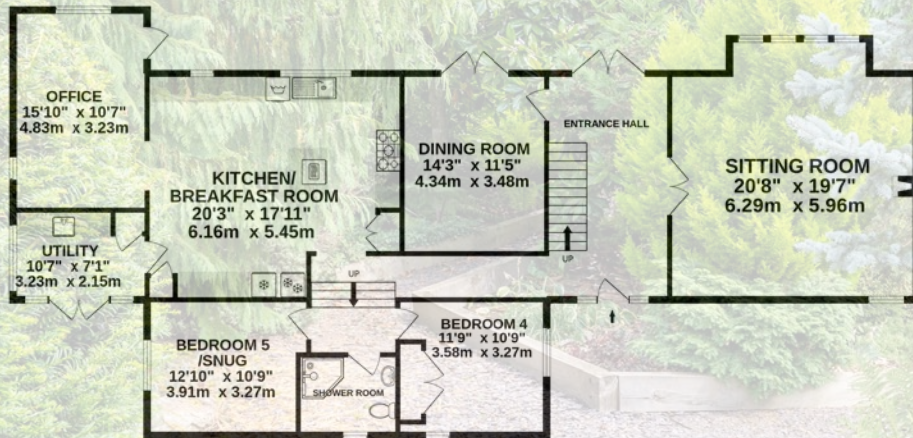 OFFICE
15'10" x 10'7"
4.83m x 3.23m
KITCHEN/
BREAKFAST ROOM
20'3" x 17'11"
6.16m x 5.45m
DINING ROOM
14'3" x 11'5"
4.34m x 3.48m
ENTRANCE HALL
UP
SITTING ROOM
20'8" x 19'7"
6.29m x 5.96m
UTILITY
10'7" x 7'1"
3.23m x 2.15m
UP
BEDROOM 5
/SNUG
12'10" x 10'9"
3.91m x 3.27m
SHOWER ROOM
BEDROOM 4
11'9" x 10'9"
3.58m x 3.27m